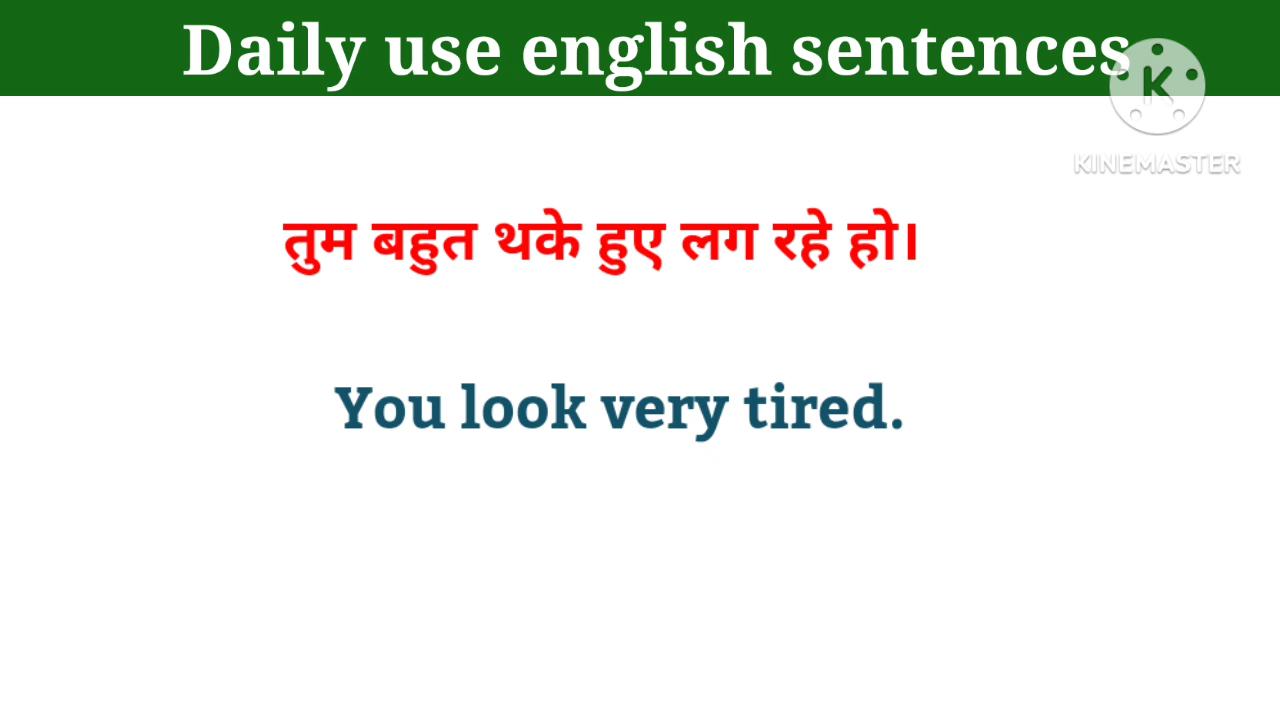 Daily use english sentences
K
KINEMASTER
तुम बहुत थके हुए लग रहे हो।
You look very tired.